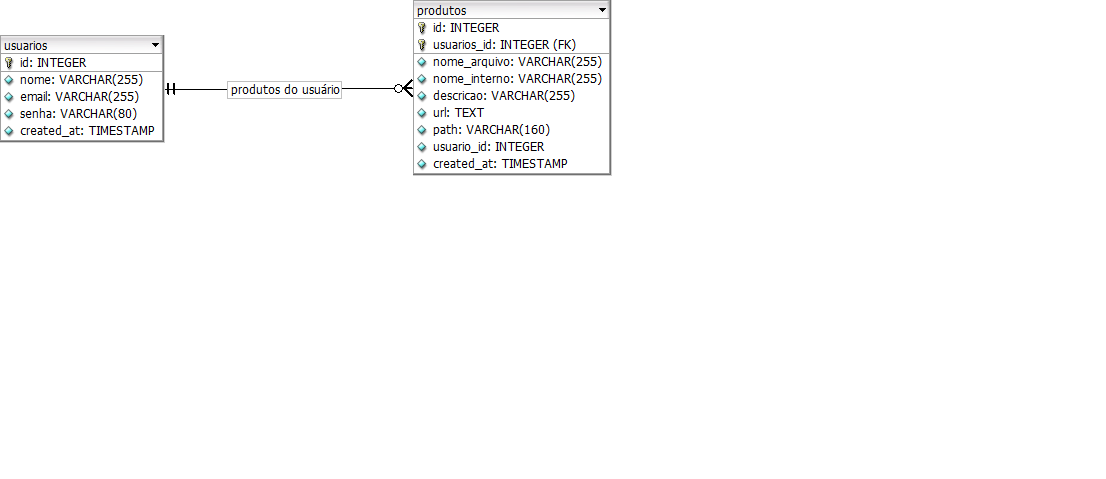 usuarios
id: INTEGER
nome: VARCHAR(255)
email: VARCHAR(255)
senha: VARCHAR(80)
created_at: TIMESTAMP
produtos do usuário
produtos
id: INTEGER
usuarios_id: INTEGER (FK)
nome_arquivo: VARCHAR(255)
nome_interno: VARCHAR(255)
descricao: VARCHAR(255)
url: TEXT
path: VARCHAR(160)
usuario_id: INTEGER
created_at: TIMESTAMP